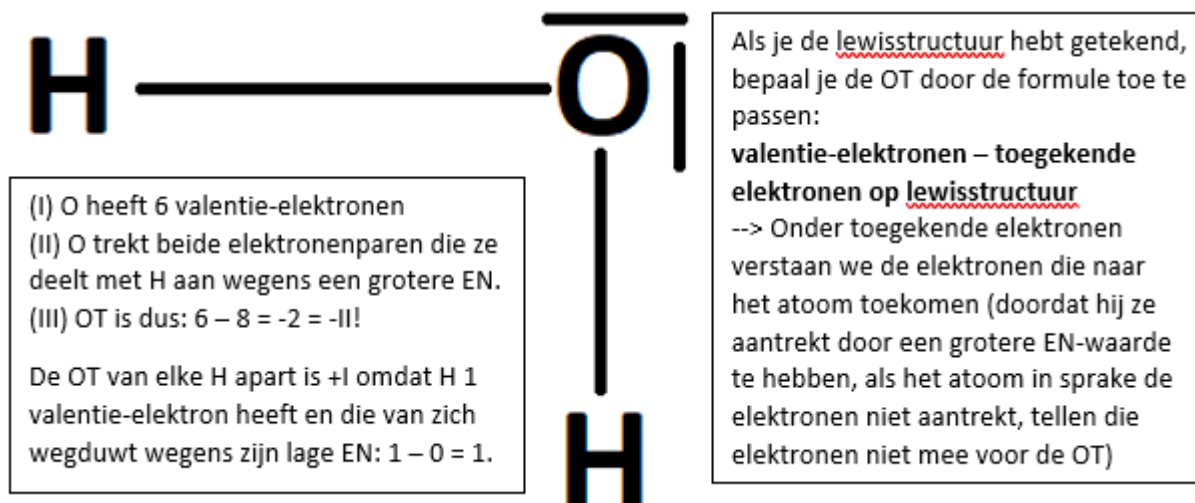 H
O
H
(I) O heeft 6 valentie-elektronen
(II) O trekt beide elektronenparen die ze
deelt met H aan wegens een grotere EN.
(III) OT is dus: 6 – 8 = -2 = -II!
De OT van elke H apart is +I omdat H 1
valentie-elektron heeft en die van zich
wegduwt wegens zijn lage EN: 1 – 0 = 1.
Als je de lewisstructuur hebt getekend,
bepaal je de OT door de formule toe te
passen:
valentie-elektronen – toegekende
elektronen op lewisstructuur
--> Onder toegekende elektronen
verstaan we de elektronen die naar
het atoom toekomen (doordat hij ze
aantrekt door een grotere EN-waarde
te hebben, als het atoom in sprake de
elektronen niet aantrekt, tellen die
elektronen niet mee voor de OT)